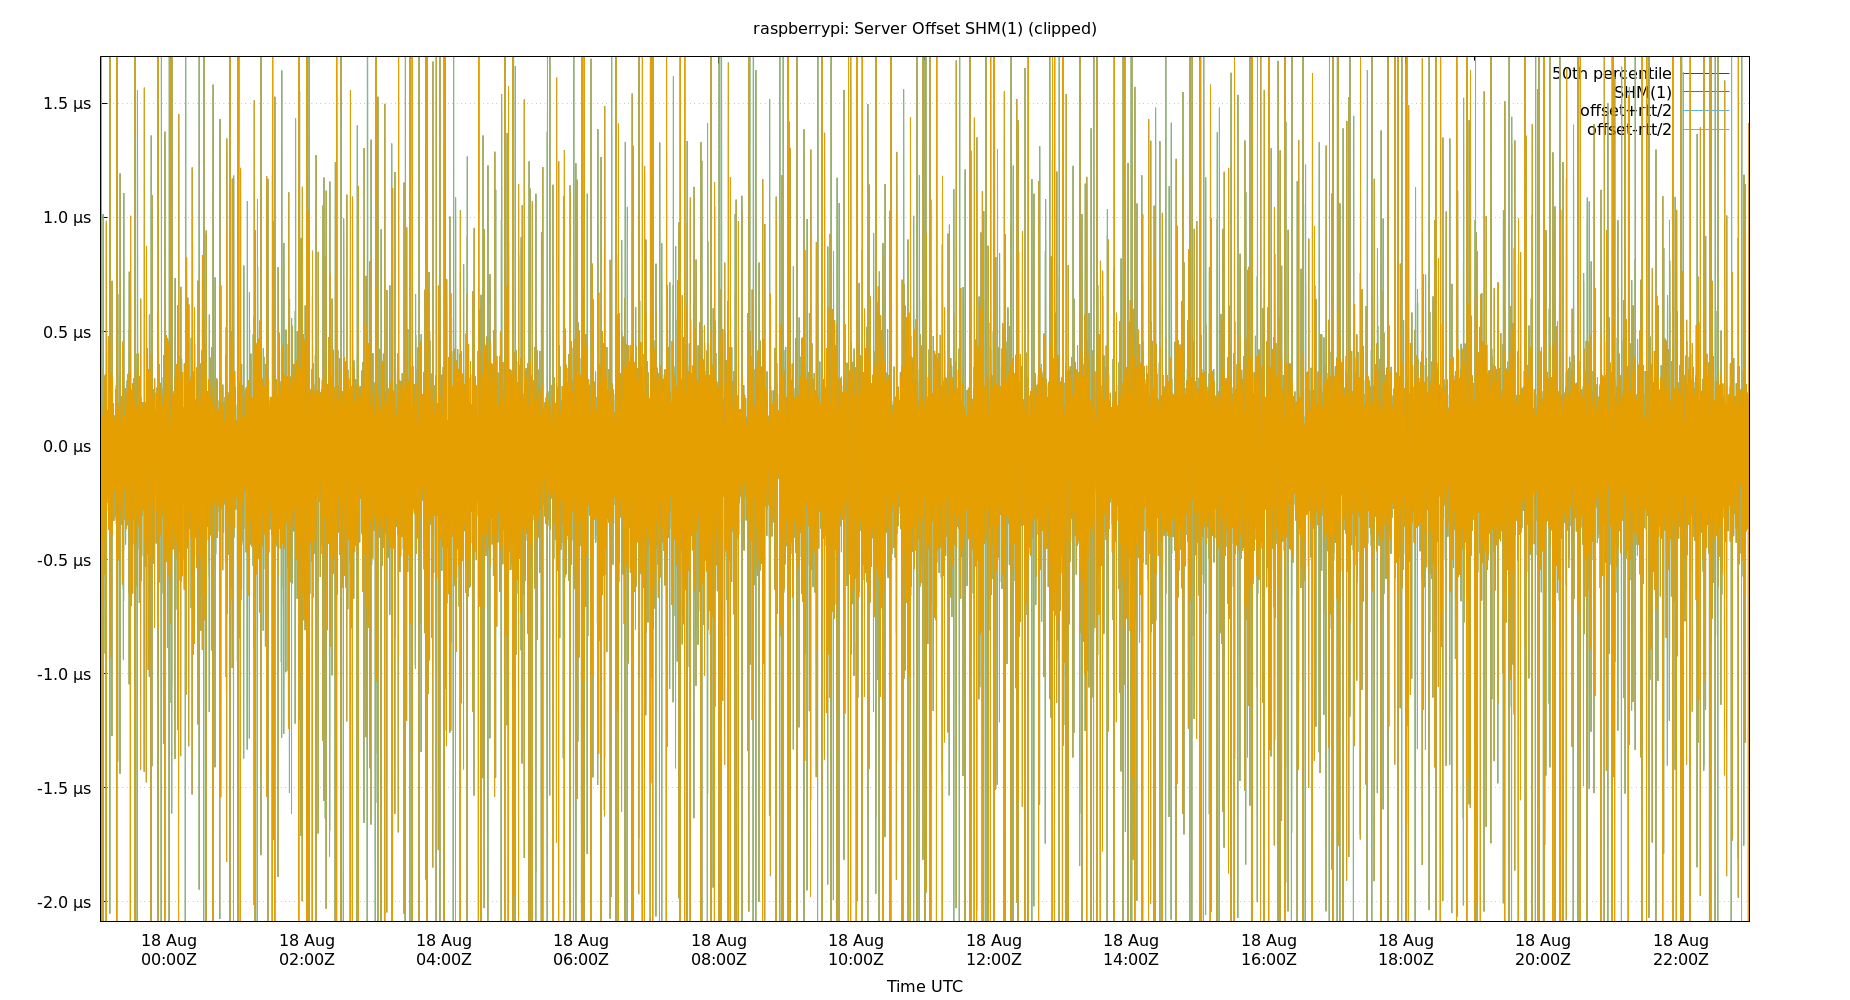 raspberrypi: Server Offset SHM(1) (clipped)
50th percentile
SHM(1)
offset+rtt/2
offset-rtt/2
1.5 µs
1.0 µs
0.5 µs
0.0 µs
-0.5 µs
-1.0 µs
-1.5 µs
-2.0 µs
18 Aug 18 Aug 18 Aug 18 Aug 18 Aug 18 Aug 18 Aug 18 Aug 18 Aug 18 Aug 18 Aug 18 Aug
00:00Z 02:00Z 04:00Z 06:00Z 08:00Z 10:00Z 12:00Z 14:00Z 16:00Z 18:00Z 20:00Z 22:00Z
Time UTC